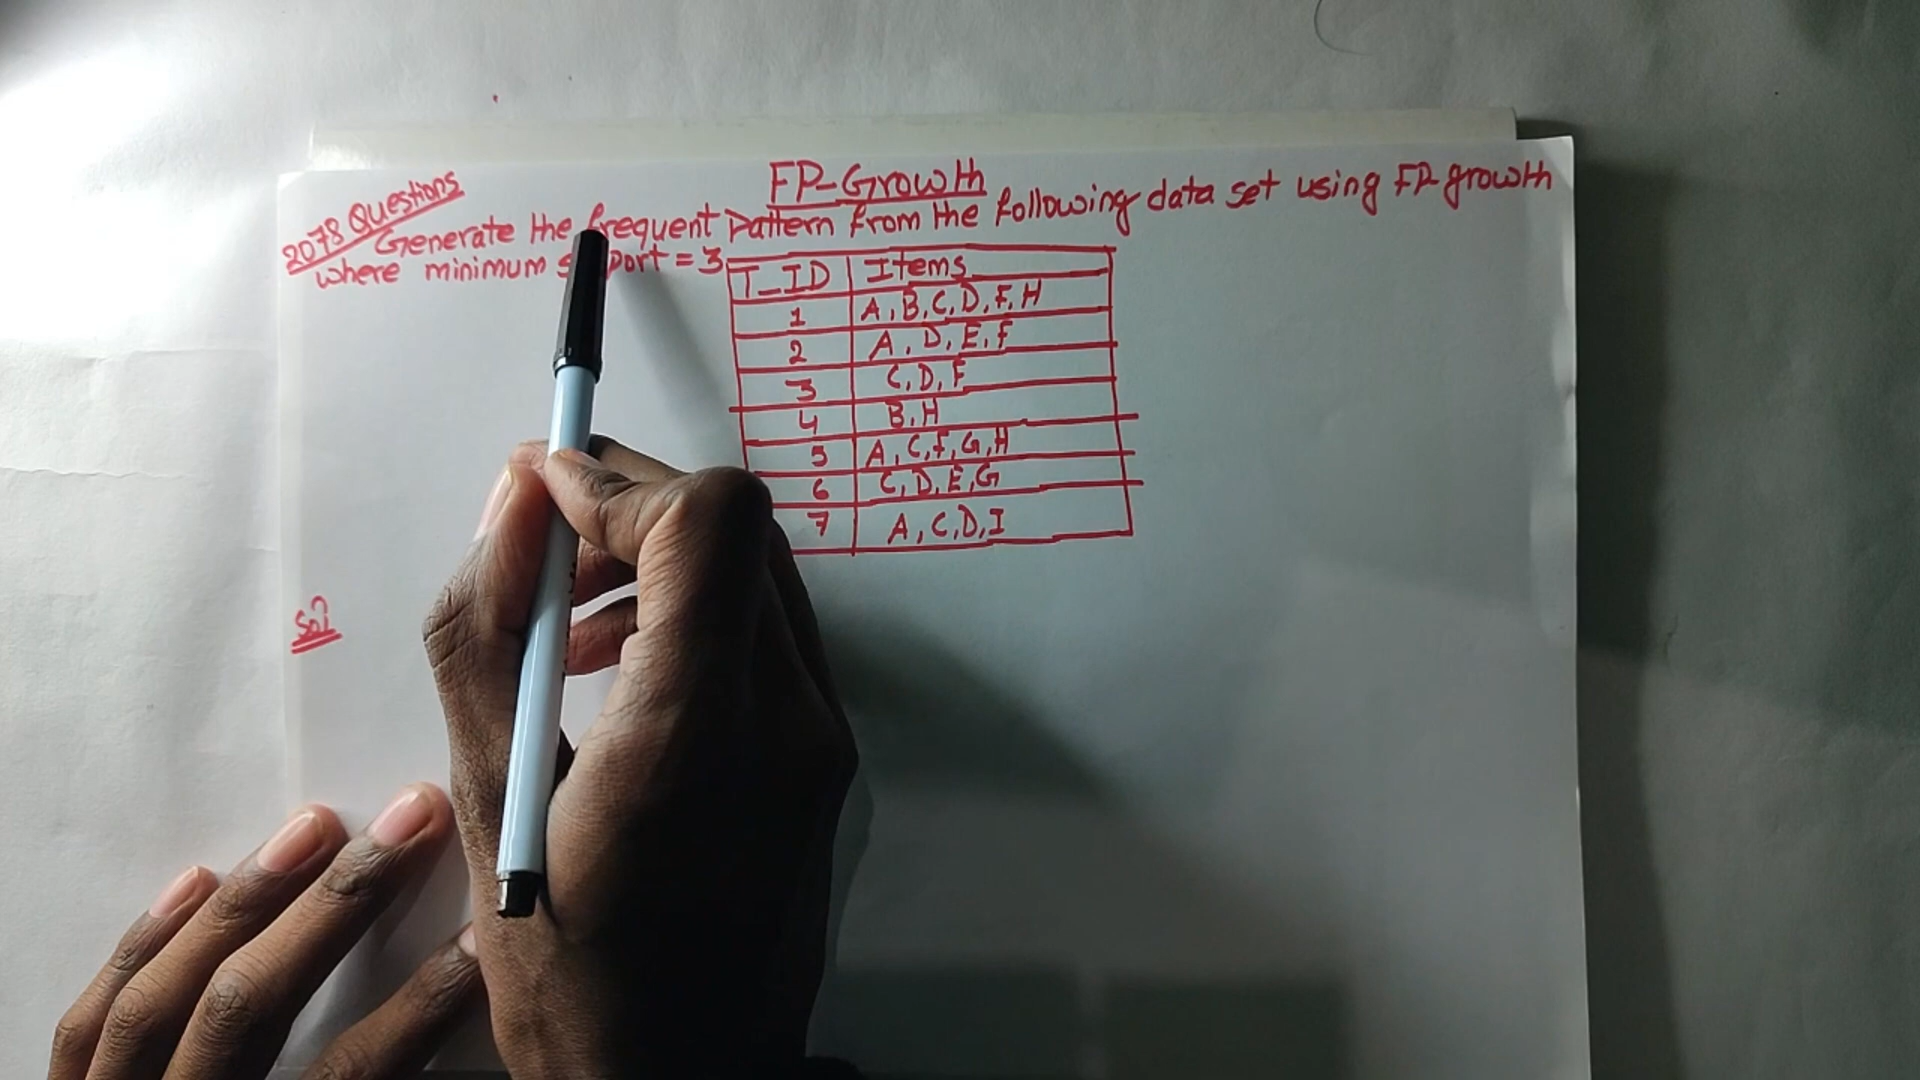 FP-Growth
2078 Questions
Generate the frequent pattern from the following data set using FP-growth
where minimum = 3
T_ID Items
1 A, B, C, D, F, H
2 A, D, E, F
3 C, D, F
4 B, H
5 A, C, F, G, H
6 C, D, E, G
7 A, C, D, I
Sol